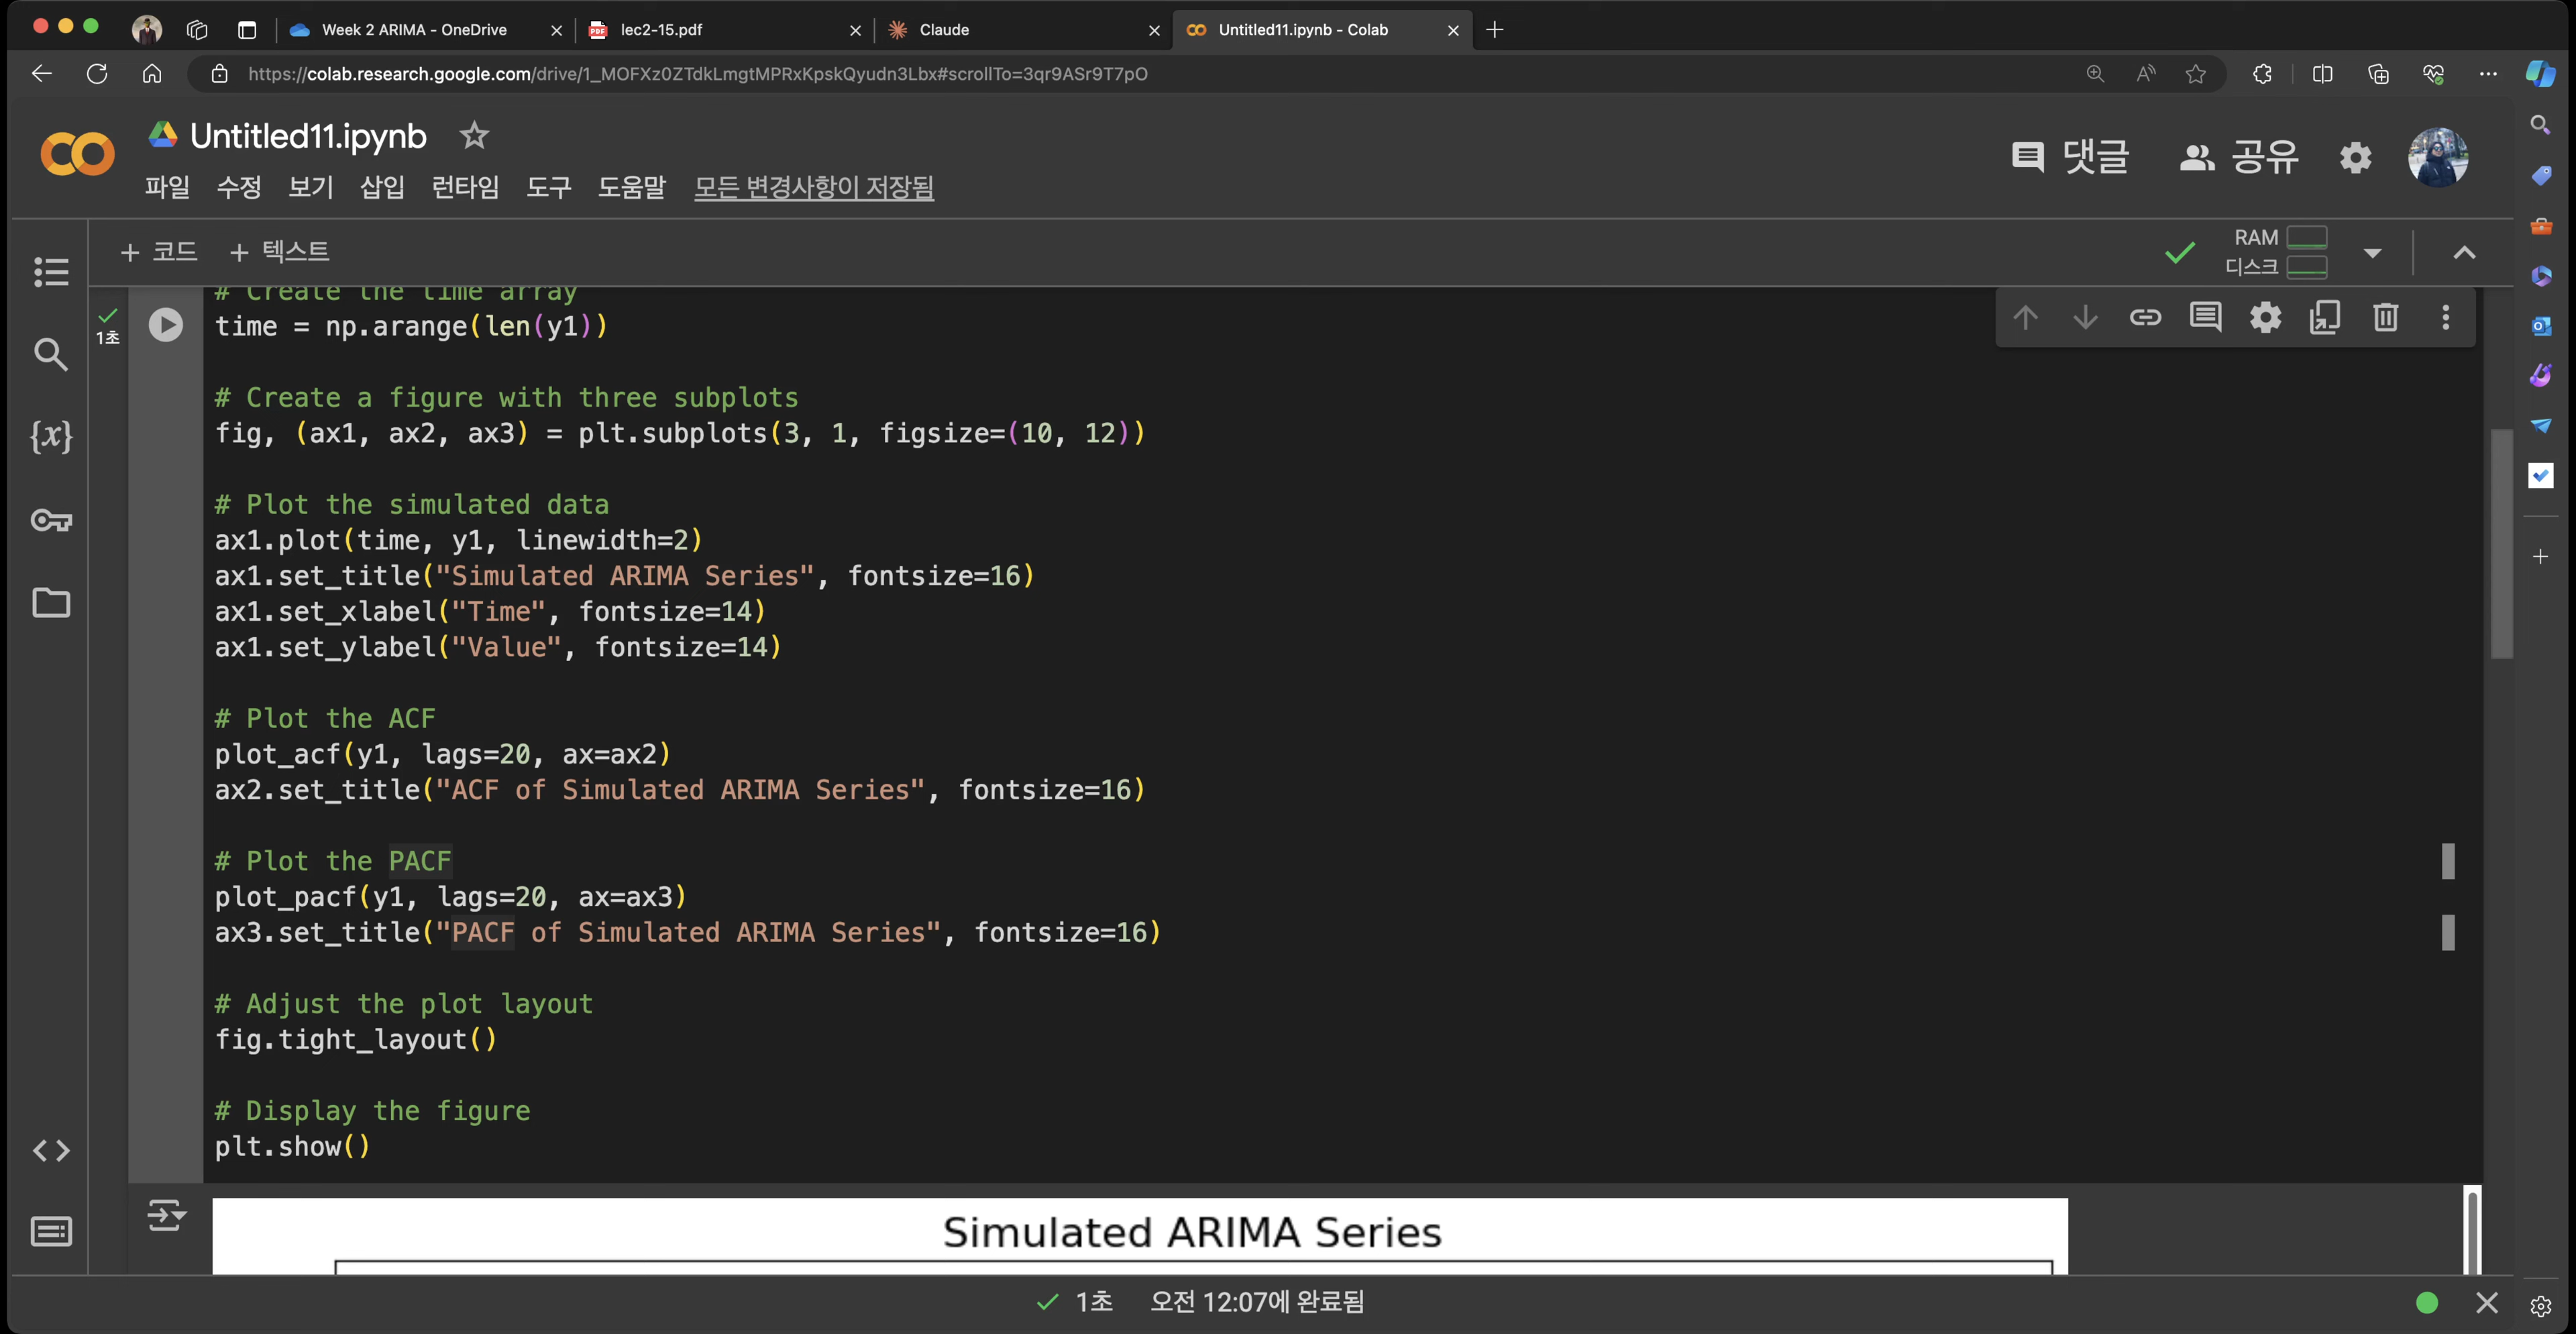 Week 2 ARIMA - OneDrive
lec2-15.pdf
Claude
Untitled11.ipynb - Colab
https://colab.research.google.com/drive/1_MOFXz0ZTdkLmgtMPRxKpskQyudn3Lbx#scrollTo=3qr9ASr9T7pO
Untitled11.ipynb
댓글
공유
파일 수정 보기 삽입 런타임 도구 도움말 모든 변경사항이 저장됨
+ 코드 + 텍스트
RAM
디스크
1초
# Create the time array
time = np.arange(len(y1))
# Create a figure with three subplots
fig, (ax1, ax2, ax3) = plt.subplots(3, 1, figsize=(10, 12))
# Plot the simulated data
ax1.plot(time, y1, linewidth=2)
ax1.set_title("Simulated ARIMA Series", fontsize=16)
ax1.set_xlabel("Time", fontsize=14)
ax1.set_ylabel("Value", fontsize=14)
# Plot the ACF
plot_acf(y1, lags=20, ax=ax2)
ax2.set_title("ACF of Simulated ARIMA Series", fontsize=16)
# Plot the PACF
plot_pacf(y1, lags=20, ax=ax3)
ax3.set_title("PACF of Simulated ARIMA Series", fontsize=16)
# Adjust the plot layout
fig.tight_layout()
# Display the figure
plt.show()
Simulated ARIMA Series
1초 오전 12:07에 완료됨